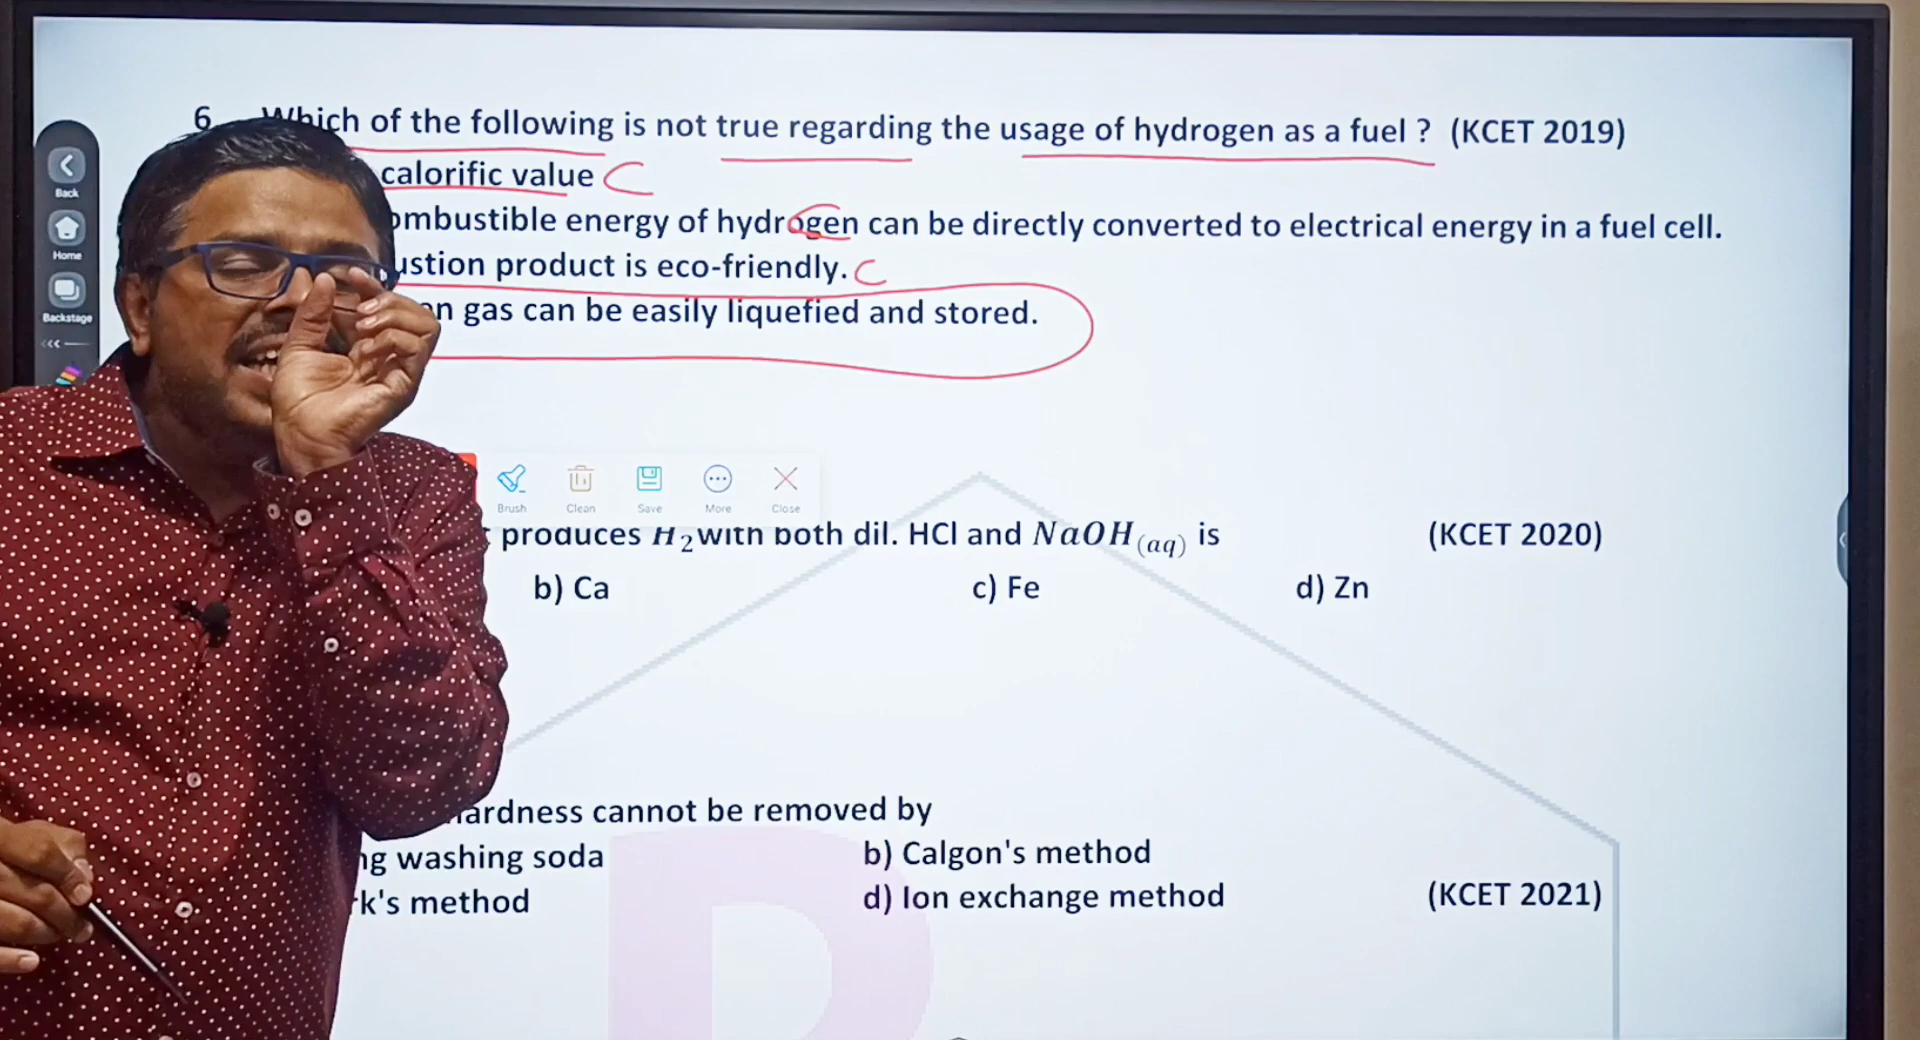 6. Which of the following is not true regarding the usage of hydrogen as a fuel ? (KCET 2019)
calorific value C
ombustible energy of hydrogen can be directly converted to electrical energy in a fuel cell.
ustion product is eco-friendly. C
n gas can be easily liquefied and stored.
Back
Home
Backstage
Brush Clean Save More Close
produces H2 with both dil. HCl and NaOH(aq) is (KCET 2020)
b) Ca c) Fe d) Zn
ardness cannot be removed by
ng washing soda b) Calgon's method
rk's method d) Ion exchange method (KCET 2021)